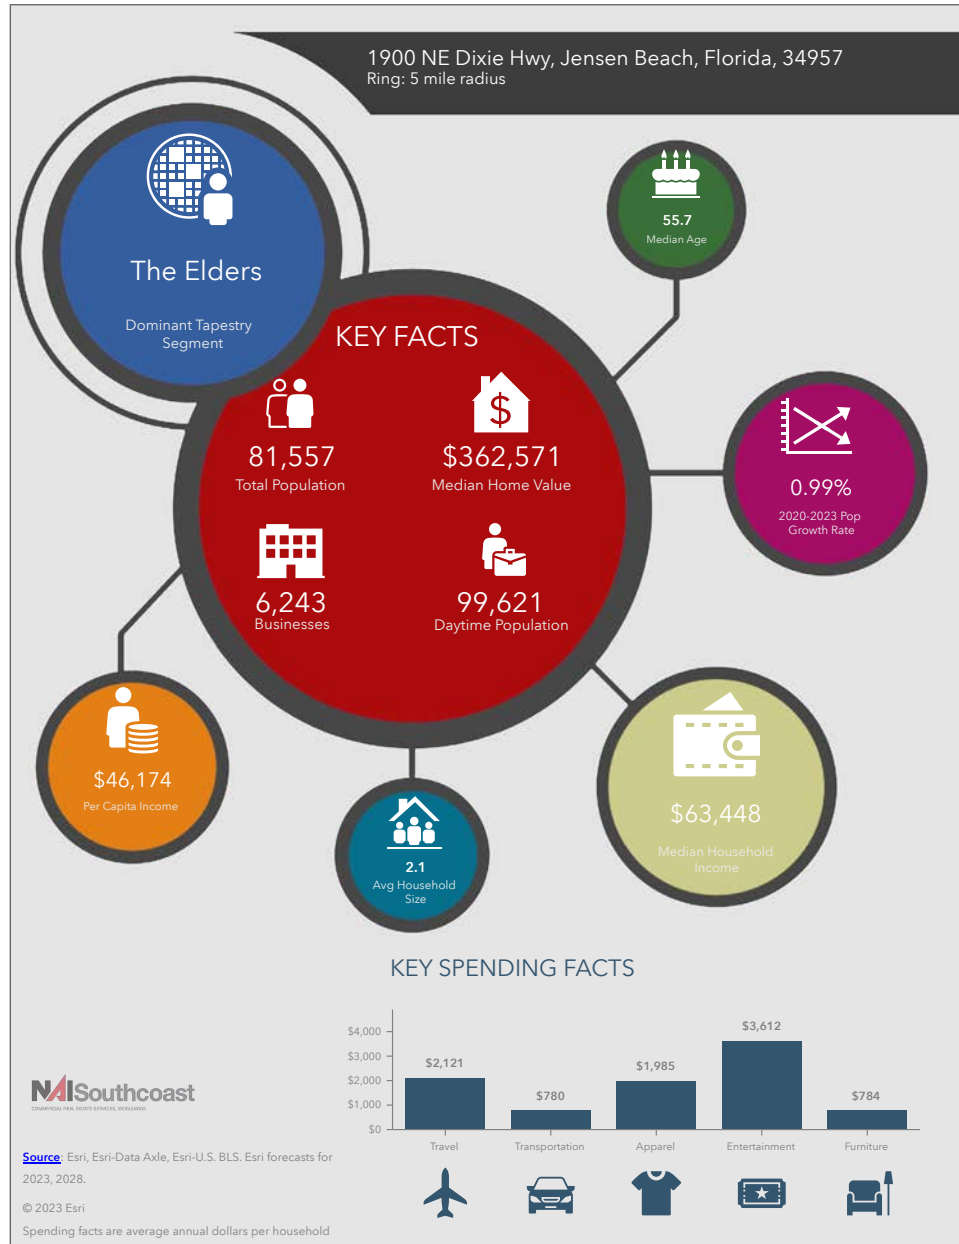 1900 NE Dixie Hwy, Jensen Beach, Florida, 34957
Ring: 5 mile radius
The Elders
Dominant Tapestry
Segment
55.7
Median Age
KEY FACTS
$
81,557
Total Population
$362,571
Median Home Value
6,243
Businesses
99,621
Daytime Population
0.99%
2020-2023 Pop
Growth Rate
$46,174
Per Capita Income
2.1
Avg Household
Size
$63,448
Median Household
Income
KEY SPENDING FACTS
$4,000
$3,000
$2,000
$1,000
$0
$2,121
$780
$1,985
$3,612
$784
Travel
Transportation
Apparel
Entertainment
Furniture
NAISouthcoast
COMMERCIAL REAL ESTATE SERVICES, WORLDWIDE
Source: Esri, Esri-Data Axle, Esri-U.S. BLS. Esri forecasts for
2023, 2028.
© 2023 Esri
Spending facts are average annual dollars per household